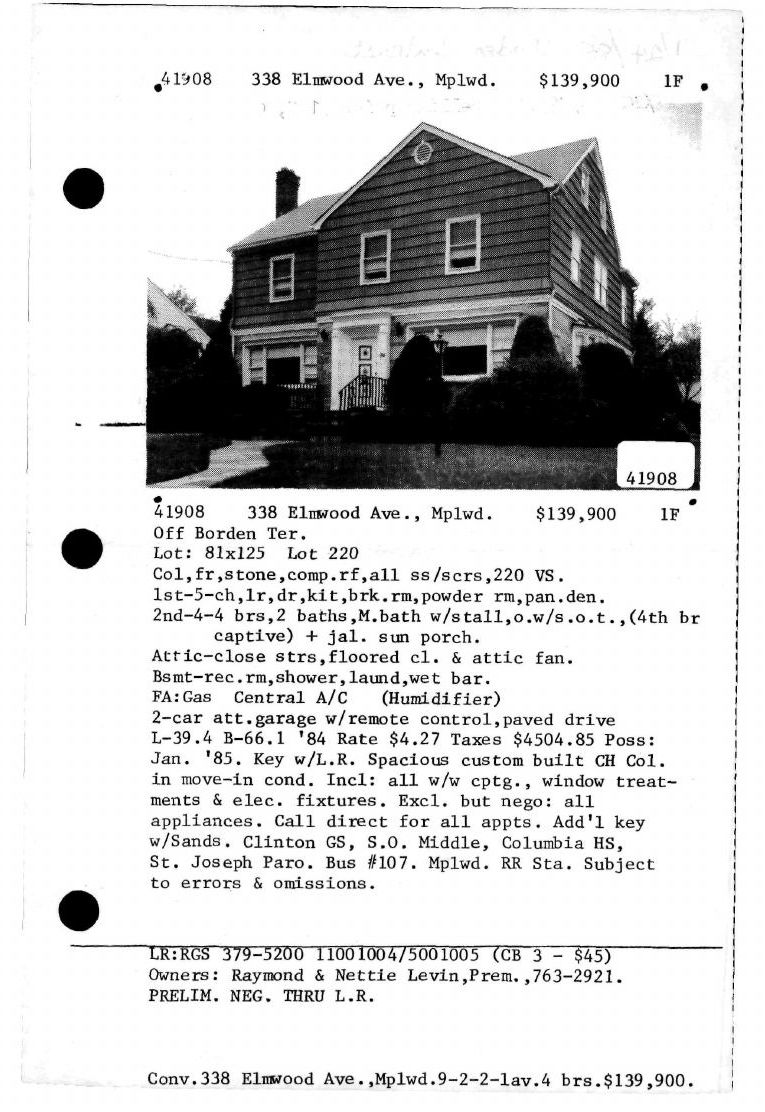 41908 338 Elmwood Ave., Mplwd. $139,900 1F
41908
41908 338 Elmwood Ave., Mplwd. $139,900 1F
Off Borden Ter.
Lot: 81x125 Lot 220
Col,fr,stone,comp.rf,all ss/scrs,220 VS.
1st-5-ch,lr,dr,kit,brk.rm,powder rm,pan.den.
2nd-4-4 brs,2 baths,M.bath w/stall,o.w/s.o.t.,(4th br
captive) + jal. sun porch.
Attic-close strs,floored cl. & attic fan.
Bsmt-rec.rm,shower,laund,wet bar.
FA:Gas Central A/C (Humidifier)
2-car att.garage w/remote control,paved drive
L-39.4 B-66.1 '84 Rate $4.27 Taxes $4504.85 Poss:
Jan. '85. Key w/L.R. Spacious custom built CH Col.
in move-in cond. Incl: all w/w cptg., window treat-
ments & elec. fixtures. Excl. but nego: all
appliances. Call direct for all appts. Add'l key
w/Sands. Clinton GS, S.O. Middle, Columbia HS,
St. Joseph Paro. Bus #107. Mplwd. RR Sta. Subject
to errors & omissions.
LR:RGS 379-5200 11001004/5001005 (CB 3 - $45)
Owners: Raymond & Nettie Levin,Prem.,763-2921.
PRELIM. NEG. THRU L.R.
Conv.338 Elmwood Ave.,Mplwd.9-2-2-lav.4 brs.$139,900.